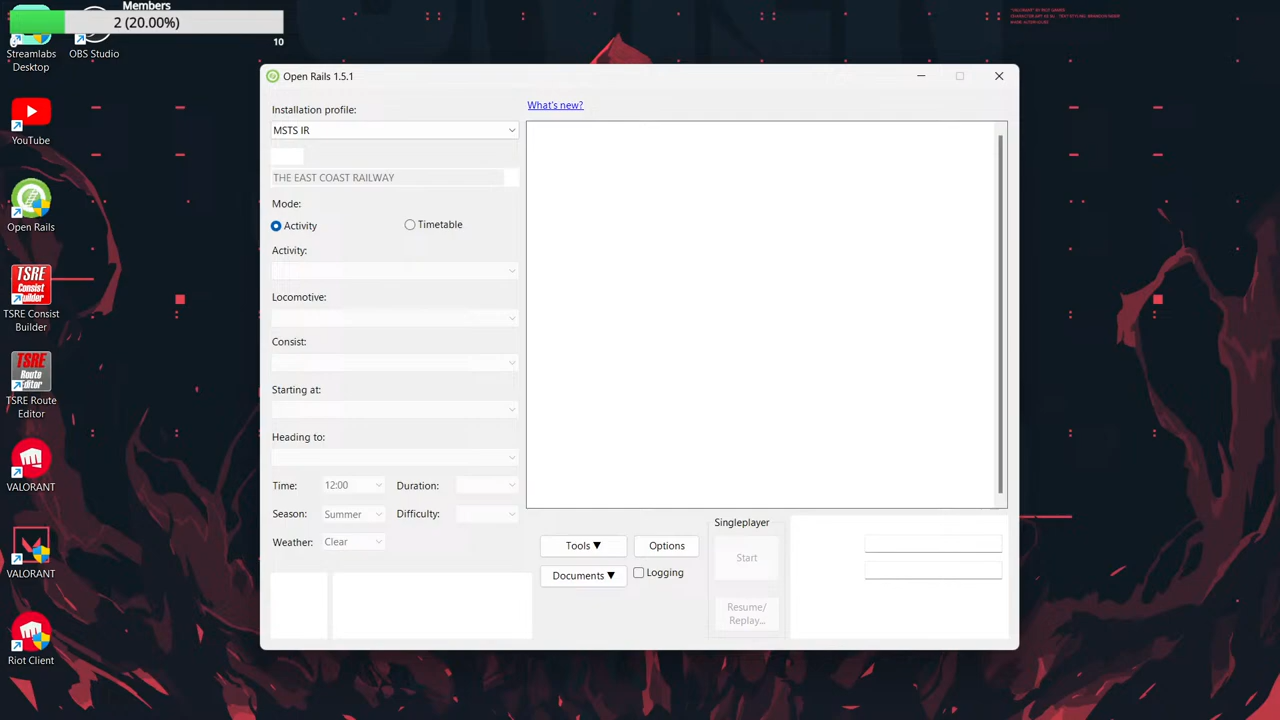 Members
2 (20.00%)
10
Streamlabs
Desktop
OBS Studio
YouTube
Open Rails
TSRE
Consist
Builder
TSRE Consist
Builder
TSRE
Route
Editor
TSRE Route
Editor
VALORANT
VALORANT
Riot Client
Open Rails 1.5.1
Installation profile:
MSTS IR
THE EAST COAST RAILWAY
Mode:
Activity
Timetable
Activity:
Locomotive:
Consist:
Starting at:
Heading to:
Time: 12:00 Duration:
Season: Summer Difficulty:
Weather: Clear
What's new?
Tools ▼
Options
Documents ▼
Logging
Singleplayer
Start
Resume/
Replay...